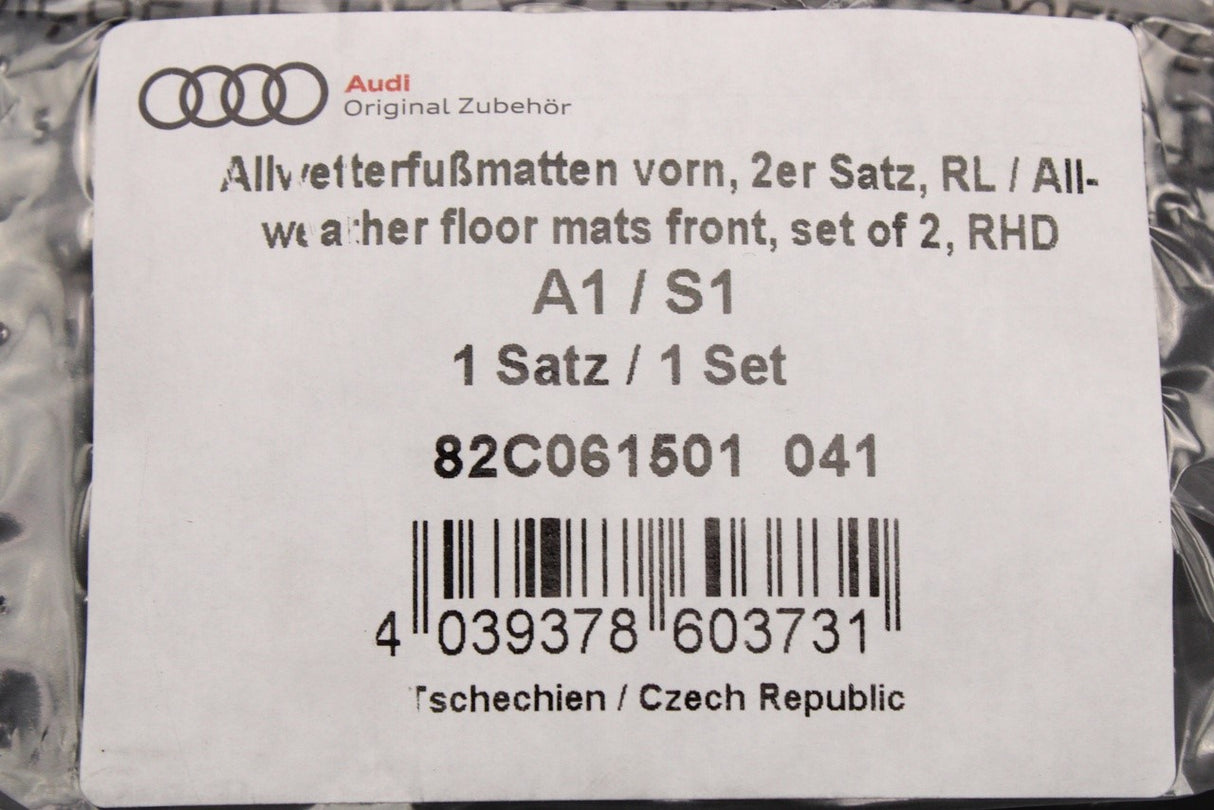 Audi
Original Zubehör
Allwetterfußmatten vorn, 2er Satz, RL / All-
weather floor mats front, set of 2, RHD
A1 / S1
1 Satz / 1 Set
82C061501 041
4 039378 603731
Tschechien / Czech Republic